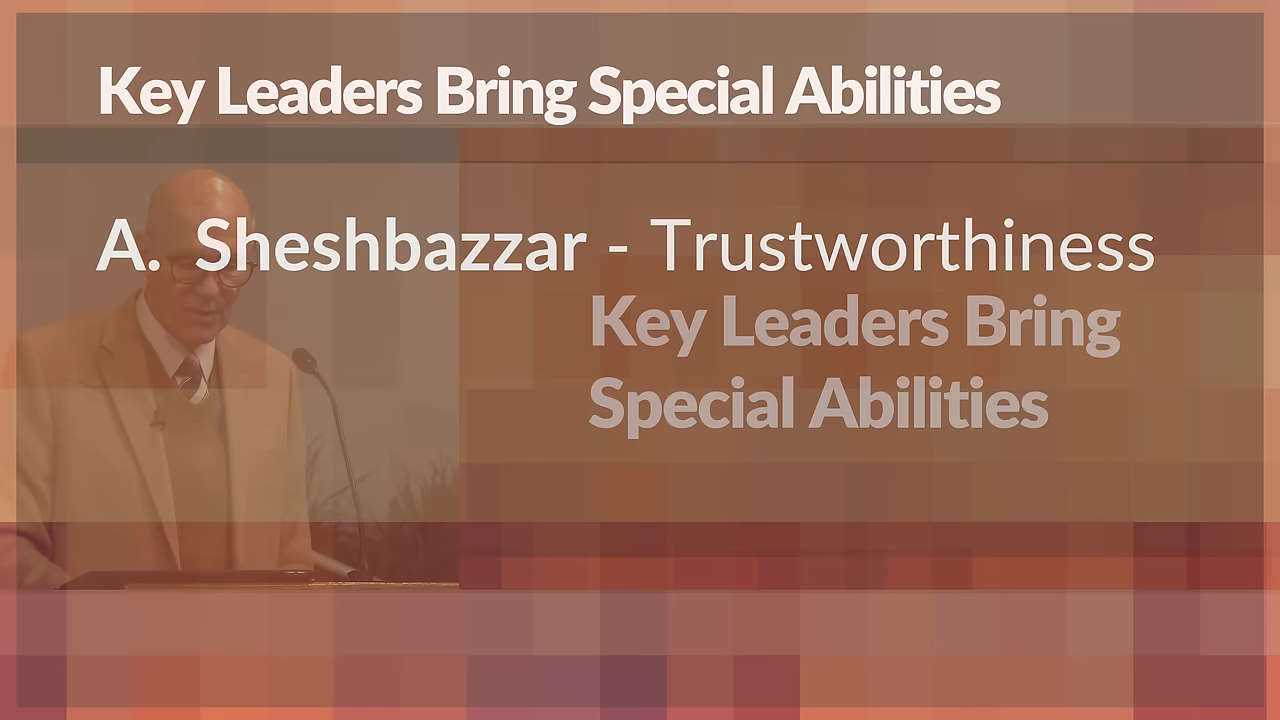 Key Leaders Bring Special Abilities
A. Sheshbazzar - Trustworthiness
Key Leaders Bring
Special Abilities